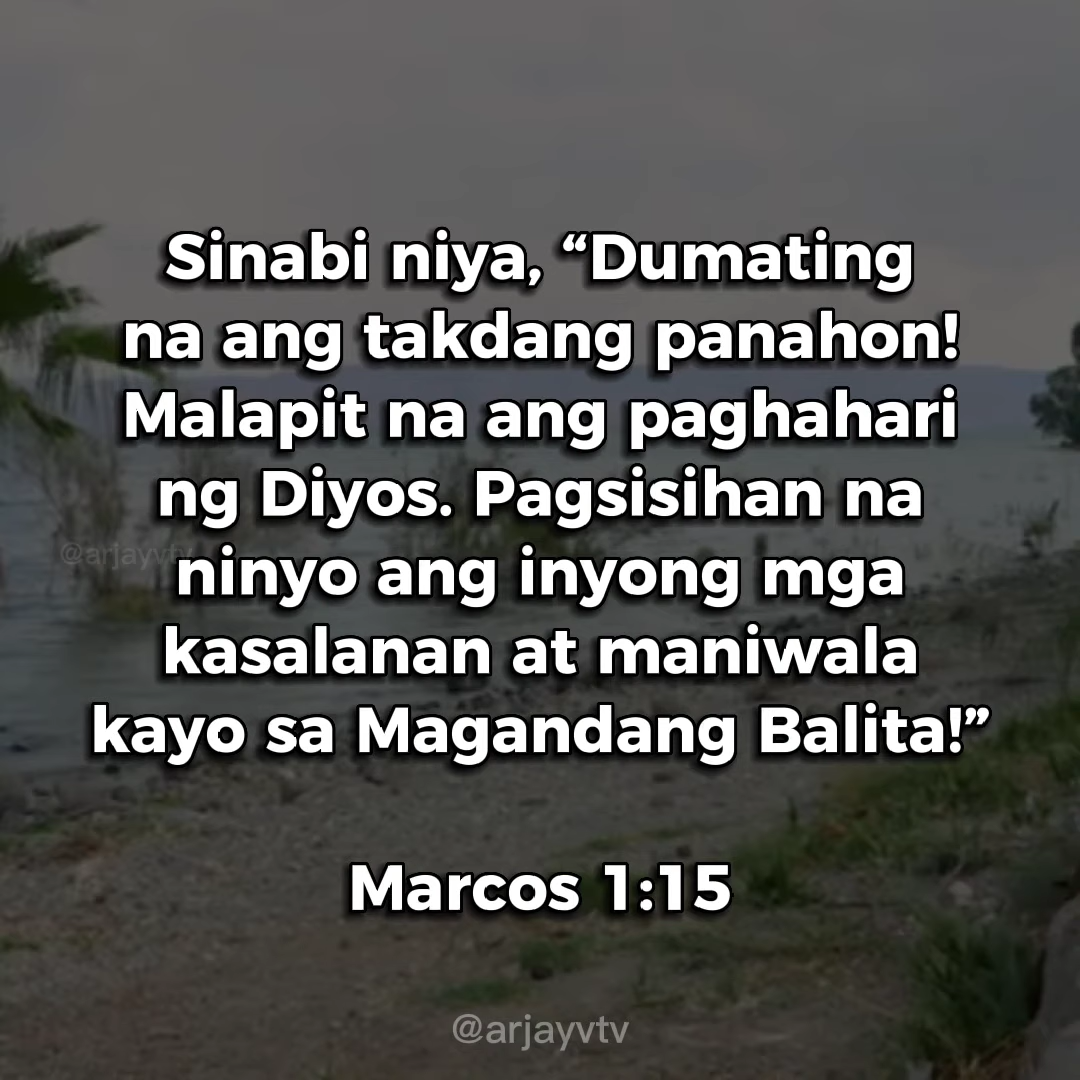 Sinabi niya, “Dumating
na ang takdang panahon!
Malapit na ang paghahari
ng Diyos. Pagsisihan na
@arjayvtv
ninyo ang inyong mga
kasalanan at maniwala
kayo sa Magandang Balita!”
Marcos 1:15
@arjayvtv